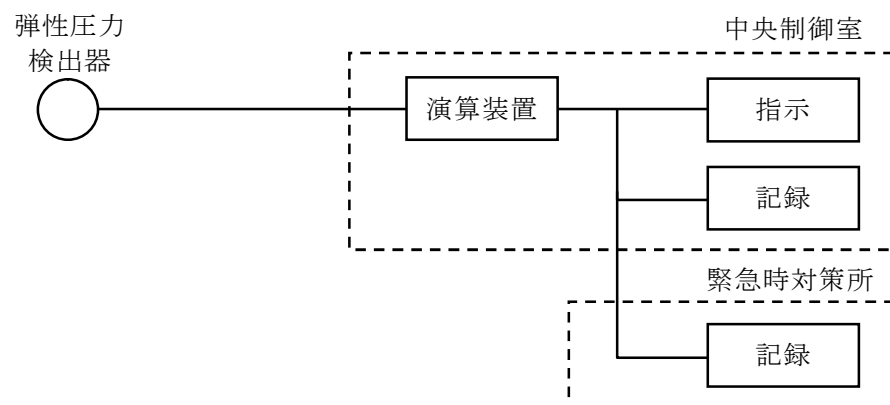 弾性圧力
検出器
中央制御室
演算装置
指示
記録
緊急時対策所
記録